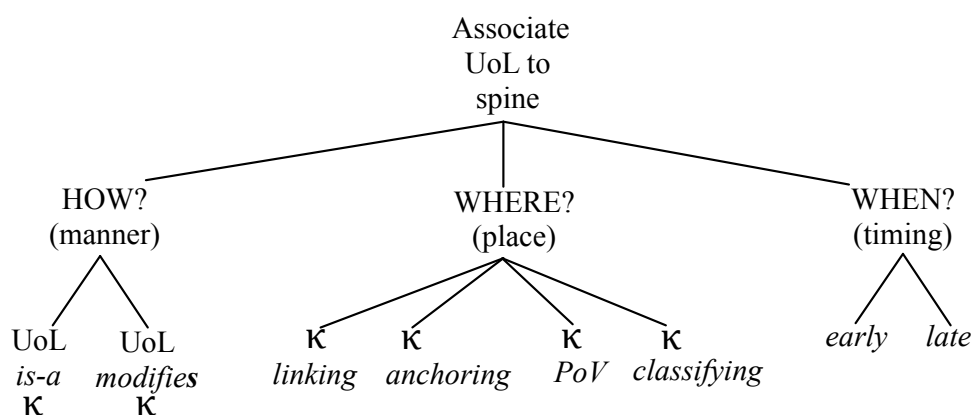 Associate
UoL to
spine
HOW? WHERE? WHEN?
(manner) (place) (timing)
UoL UoL κ κ κ κ early late
is-a modifies linking anchoring PoV classifying
κ κ